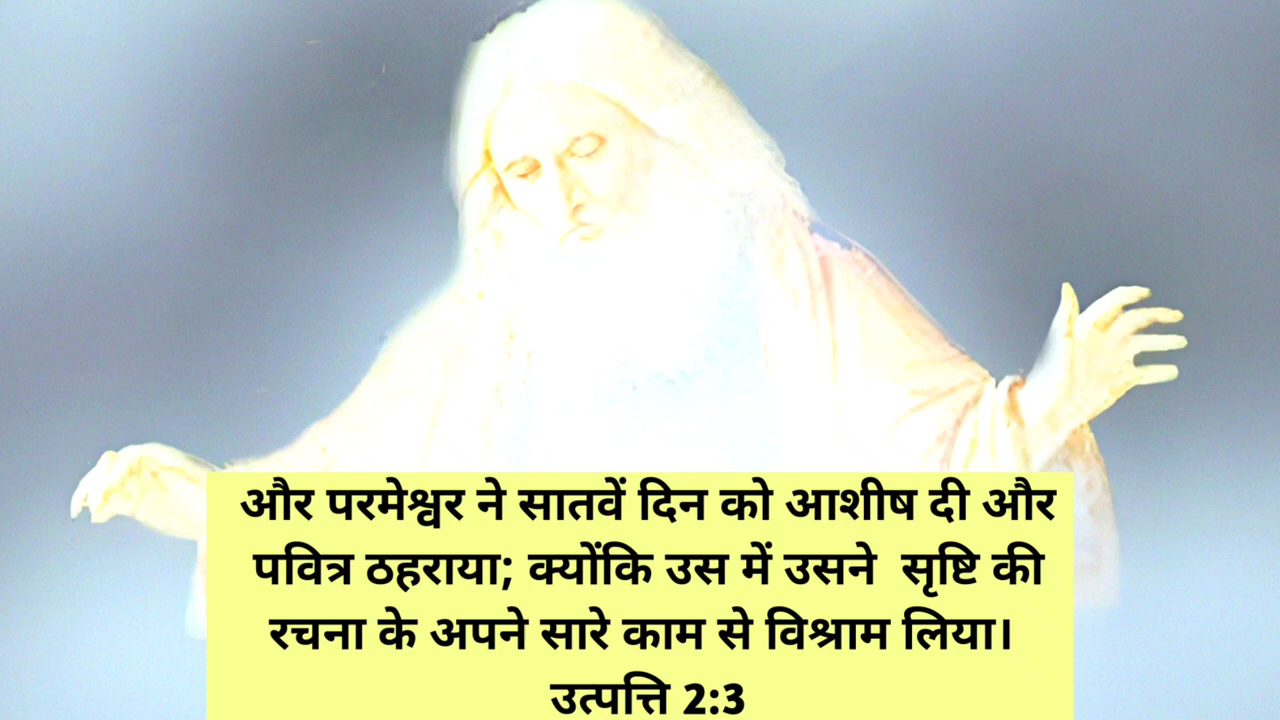 और परमेश्वर ने सातवें दिन को आशीष दी और
पवित्र ठहराया; क्योंकि उस में उसने सृष्टि की
रचना के अपने सारे काम से विश्राम लिया।
उत्पत्ति 2:3